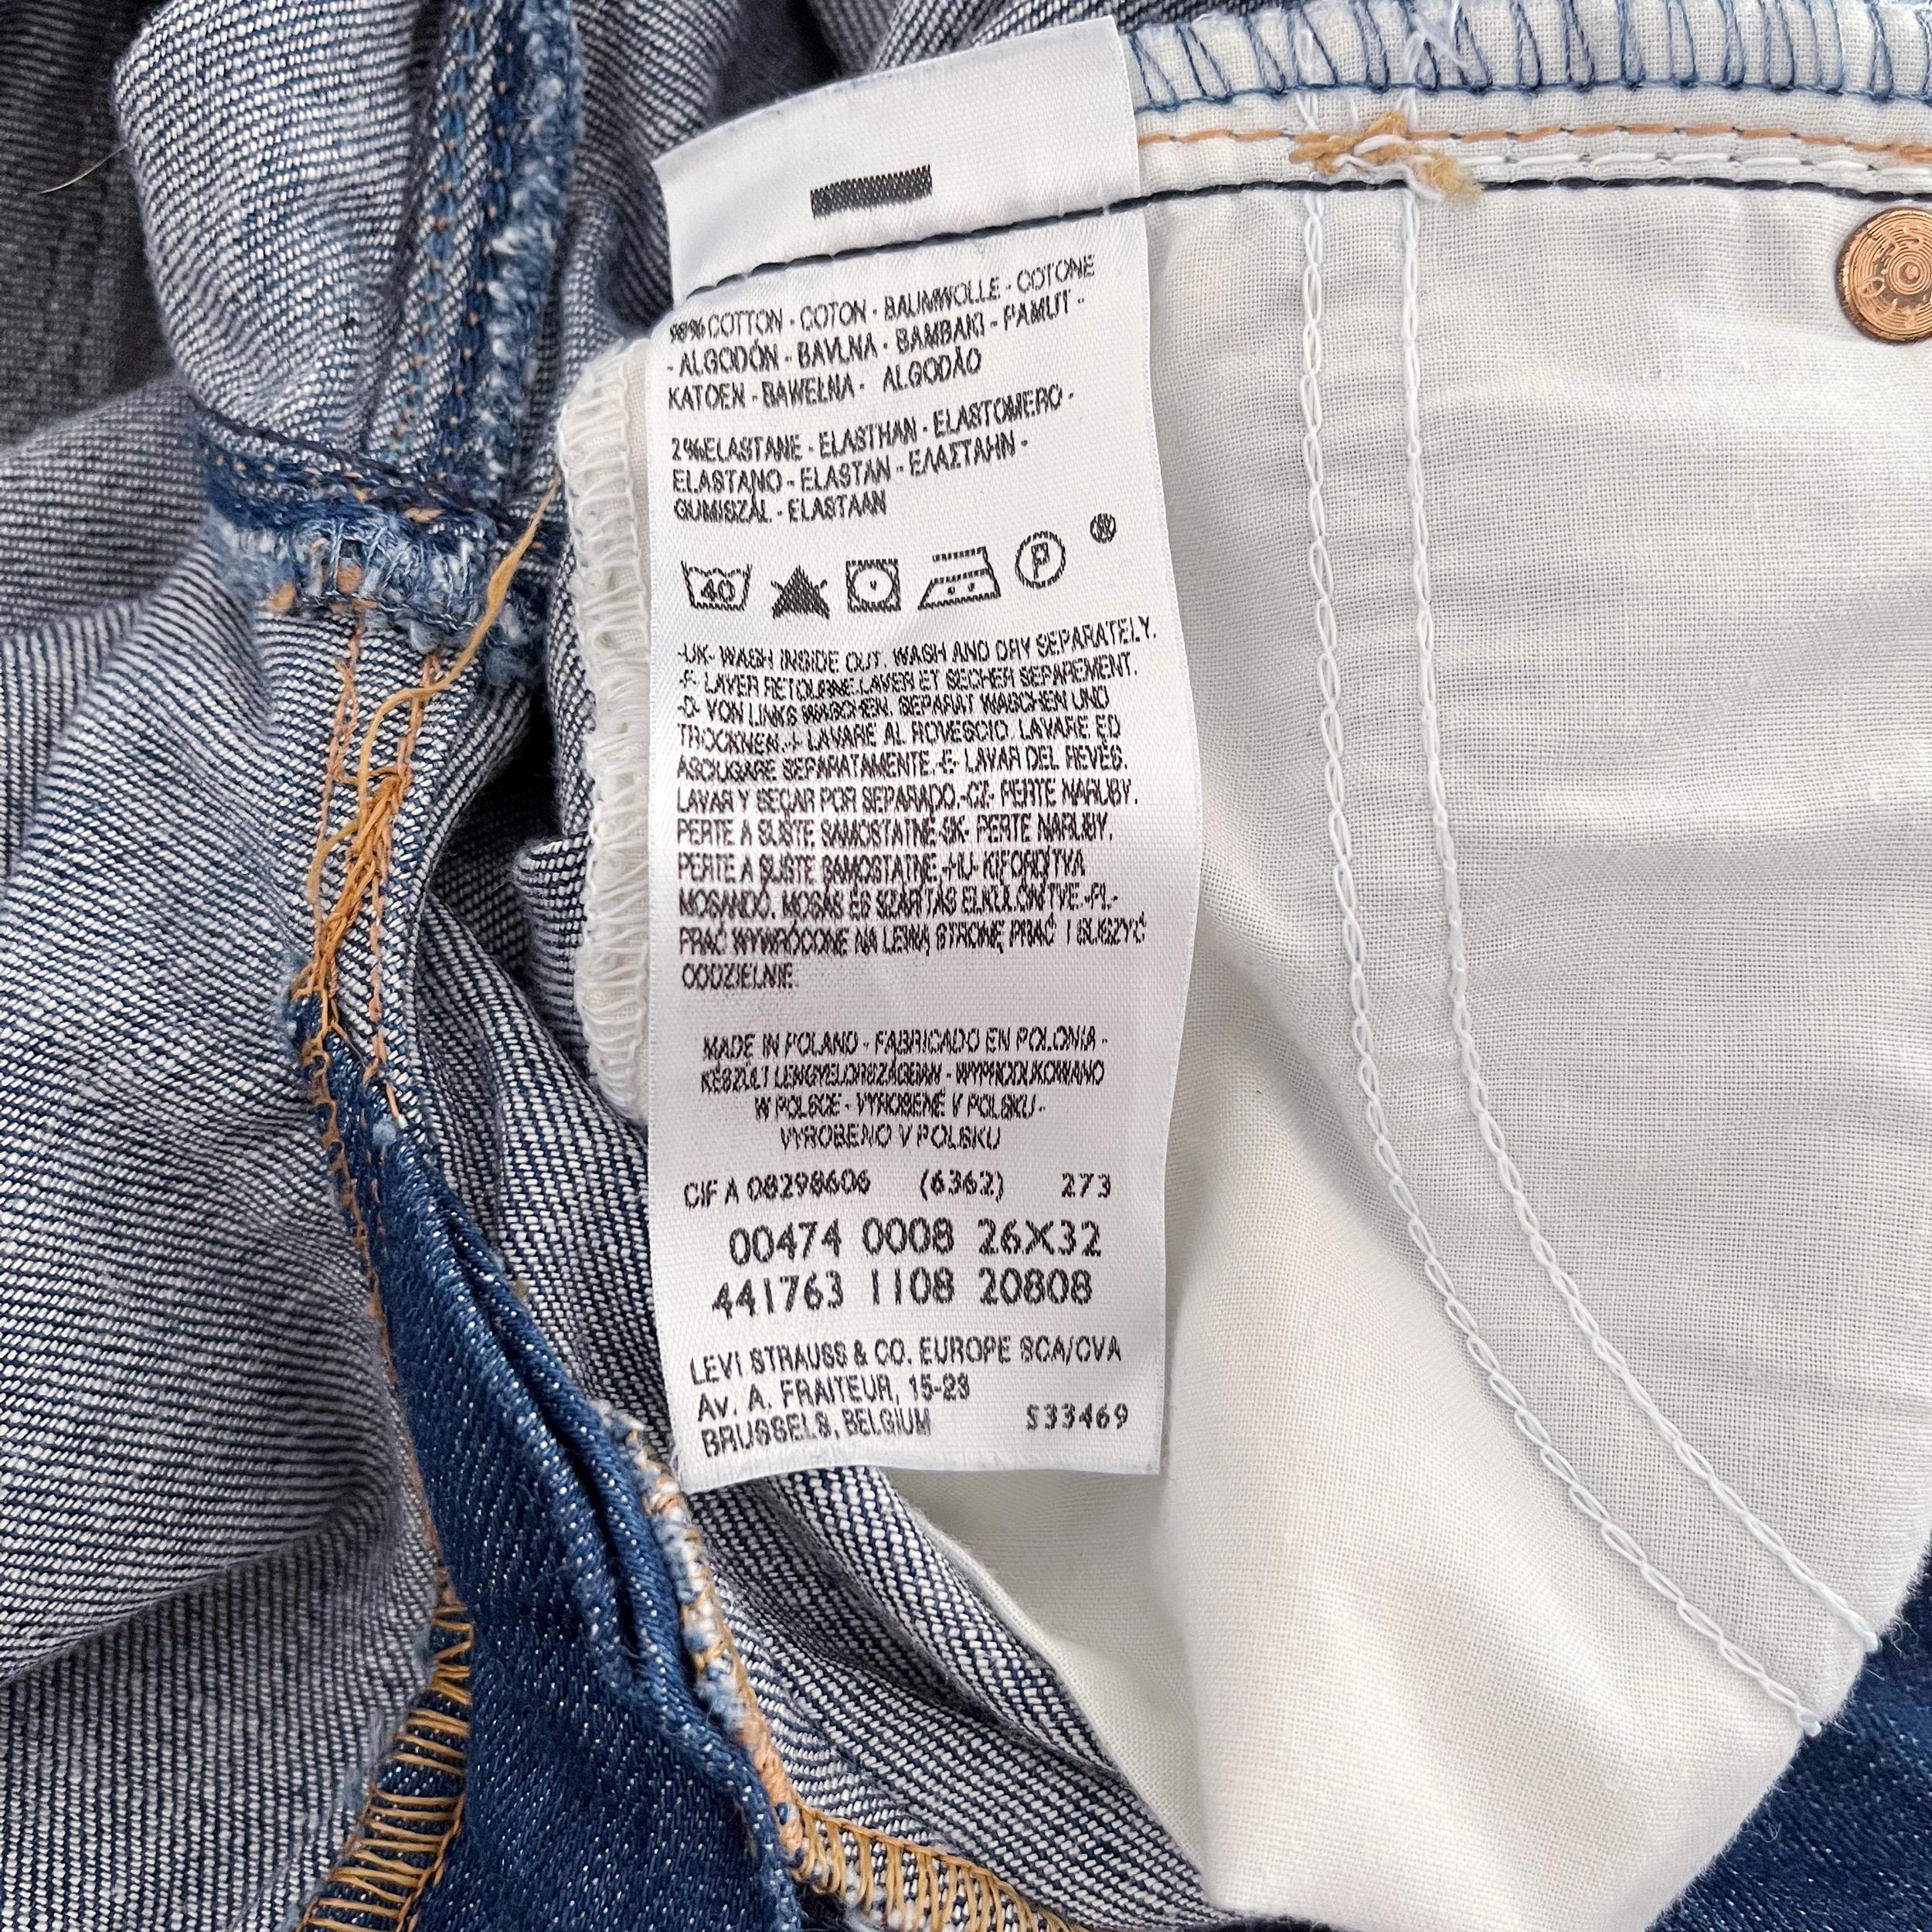 98% COTTON - COTON - BAUMWOLLE - COTONE
- ALGODÓN - BAVLNA - BAMBAKI - PAMUT -
KATOEN - BAWEŁNA - ALGODÃO
2%ELASTANE - ELASTHAN - ELASTOMERO -
ELASTANO - ELASTAN - ΕΛΑΣΤΑΗΝ -
GUMISZÁL - ELASTAAN
40 P
-UK- WASH INSIDE OUT. WASH AND DRY SEPARATELY.
-F- LAVER RETOURNE.LAVER ET SECHER SEPAREMENT.
-D- VON LINKS WASCHEN. SEPARAT WASCHEN UND
TROCKNEN.-I- LAVARE AL ROVESCIO. LAVARE ED
ASCIUGARE SEPARATAMENTE.-E- LAVAR DEL REVÉS.
LAVAR Y SECAR POR SEPARADO.-CZ- PERTE NARUBY.
PERTE A SUŠTE SAMOSTATNE-SK- PERTE NARUBY.
PERTE A SUŠTE SAMOSTATNE.-HU- KIFORDÍTVA
MOSANDÓ. MOSÁS ÉS SZÁRÍTÁS ELKÜLÖNÍTVE.-PL-
PRAĆ WYWRÓCONE NA LEWĄ STRONĘ PRAĆ I SUSZYĆ
ODDZIELNIE.
MADE IN POLAND - FABRICADO EN POLONIA -
KÉSZÜLT LENGYELORSZÁGBAN - WYPRODUKOWANO
W POLSCE - VYROBENÉ V POĽSKU -
VYROBENO V POLSKU
CIF A 08298606 (6362) 273
00474 0008 26X32
441763 1108 20808
LEVI STRAUSS & CO. EUROPE SCA/CVA
Av. A. FRAITEUR, 15-23
BRUSSELS, BELGIUM S33469